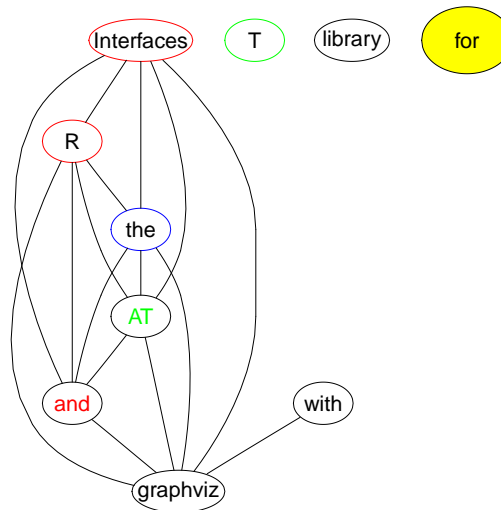 Interfaces T library for
R
the
AT
and with
graphviz